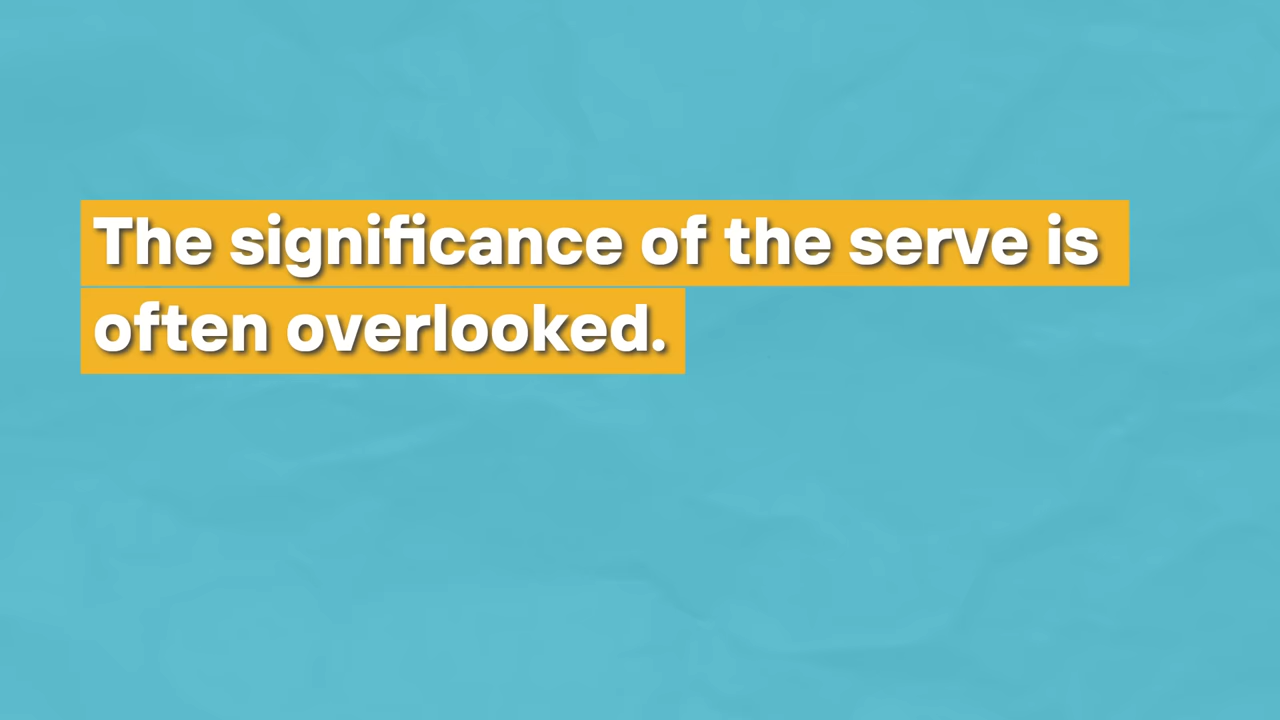 The significance of the serve is
often overlooked.